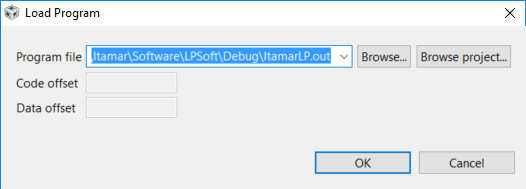 Load Program
Program file \Itamar\Software\LPSoft\Debug\ItamarLP.out Browse... Browse project...
Code offset
Data offset
OK Cancel